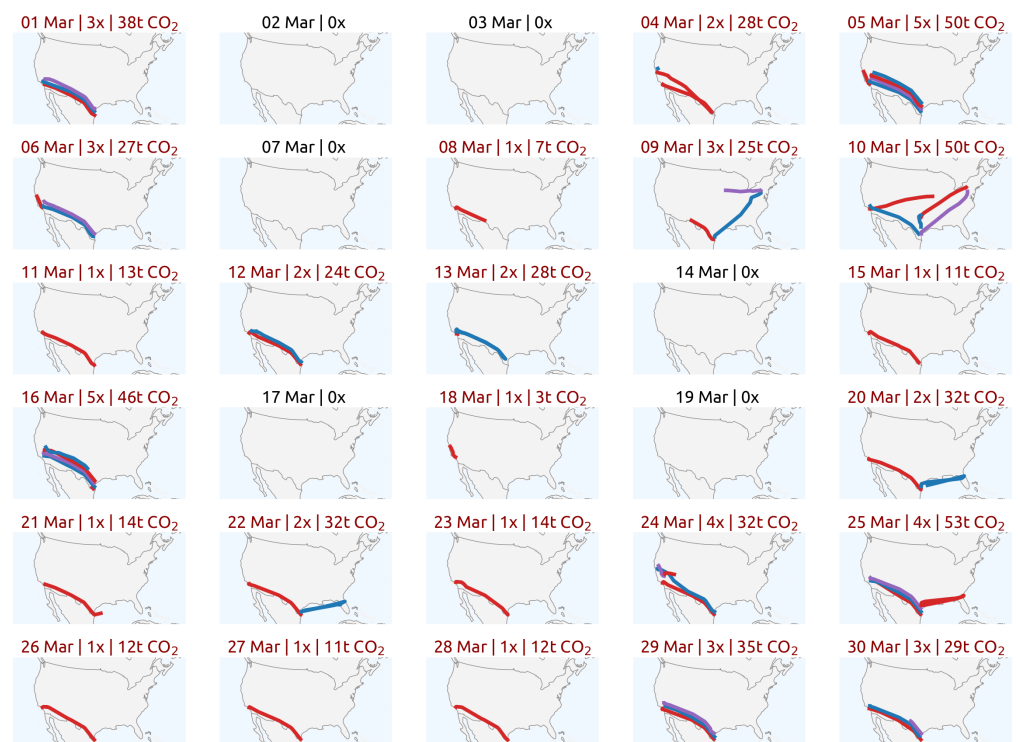 01 Mar | 3x | 38t CO₂
02 Mar | 0x
03 Mar | 0x
04 Mar | 2x | 28t CO₂
05 Mar | 5x | 50t CO₂
06 Mar | 3x | 27t CO₂
07 Mar | 0x
08 Mar | 1x | 7t CO₂
09 Mar | 3x | 25t CO₂
10 Mar | 5x | 50t CO₂
11 Mar | 1x | 13t CO₂
12 Mar | 2x | 24t CO₂
13 Mar | 2x | 28t CO₂
14 Mar | 0x
15 Mar | 1x | 11t CO₂
16 Mar | 5x | 46t CO₂
17 Mar | 0x
18 Mar | 1x | 3t CO₂
19 Mar | 0x
20 Mar | 2x | 32t CO₂
21 Mar | 1x | 14t CO₂
22 Mar | 2x | 32t CO₂
23 Mar | 1x | 14t CO₂
24 Mar | 4x | 32t CO₂
25 Mar | 4x | 53t CO₂
26 Mar | 1x | 12t CO₂
27 Mar | 1x | 11t CO₂
28 Mar | 1x | 12t CO₂
29 Mar | 3x | 35t CO₂
30 Mar | 3x | 29t CO₂